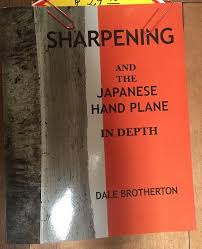 SHARPENING
AND
THE
JAPANESE
HAND PLANE
IN DEPTH
DALE BROTHERTON